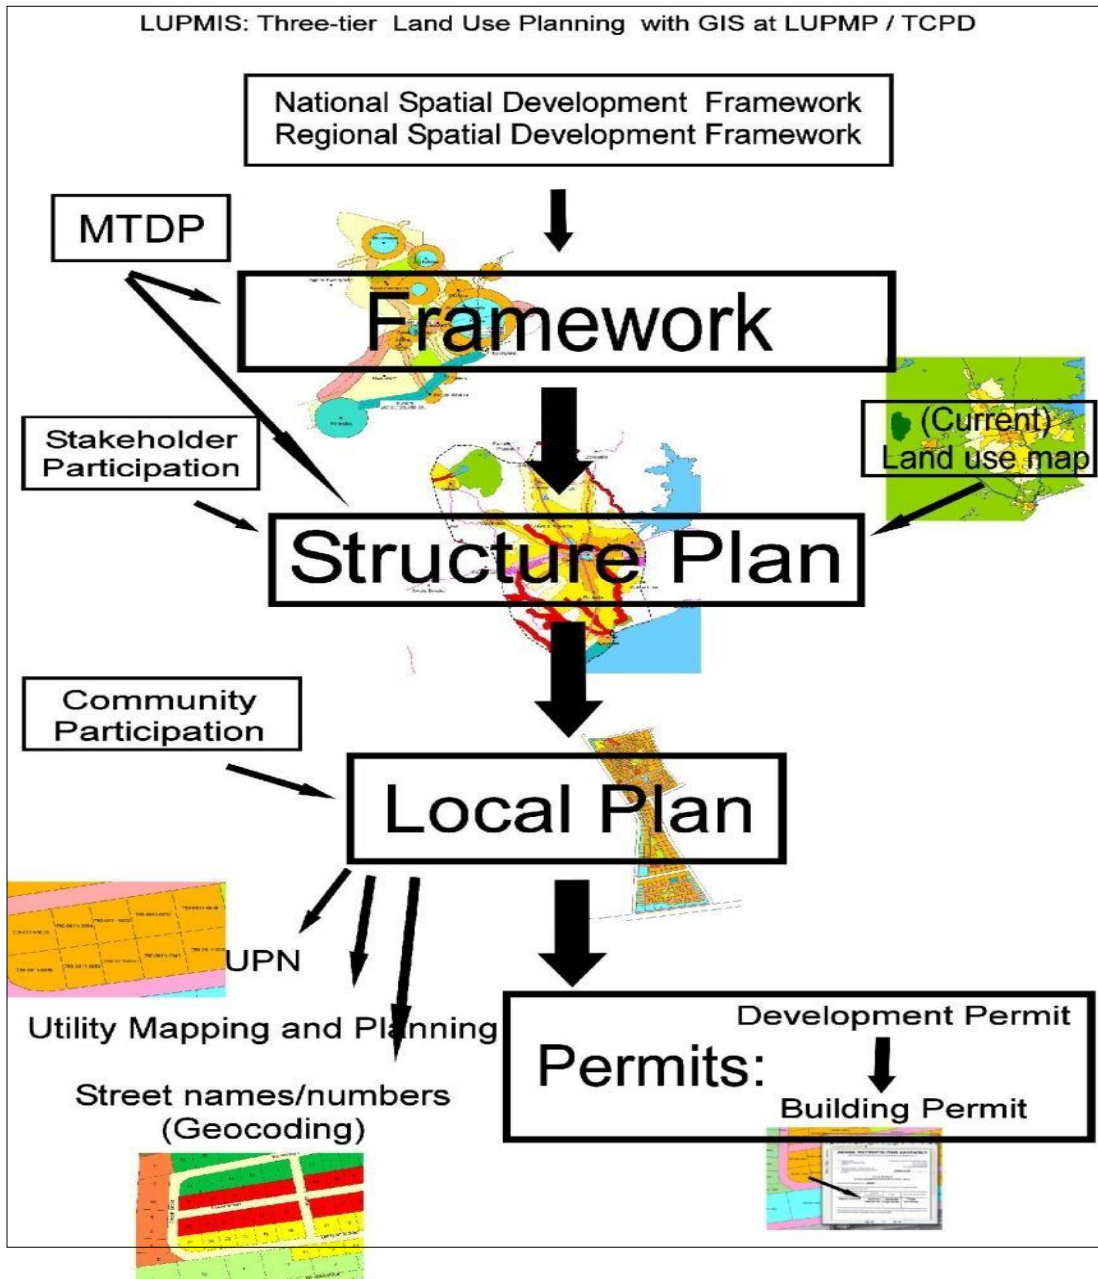 LUPMIS: Three-tier Land Use Planning with GIS at LUPMP / TCPD
National Spatial Development Framework
Regional Spatial Development Framework
MTDP
Framework
Stakeholder
Participation
(Current)
Land use map
Structure Plan
Community
Participation
Local Plan
UPN
Utility Mapping and Planning
Street names/numbers
(Geocoding)
Permits:
Development Permit
Building Permit